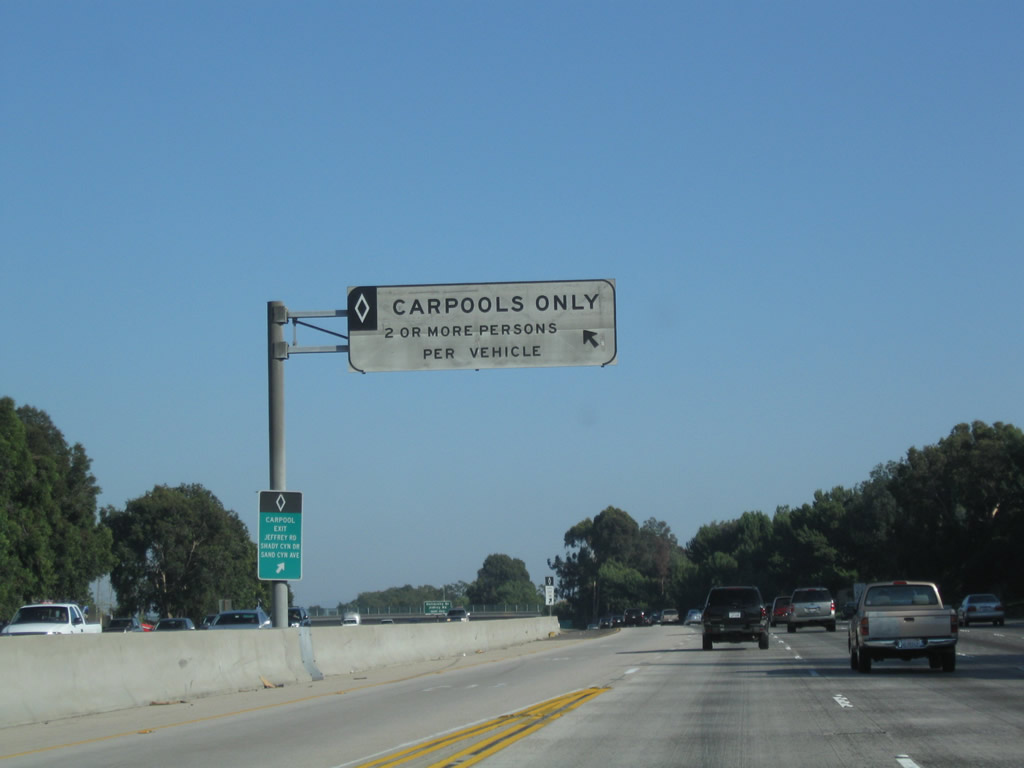 CARPOOLS ONLY
2 OR MORE PERSONS
PER VEHICLE
CARPOOL
EXIT
JEFFREY RD
SHADY CYN DR
SAND CYN AVE